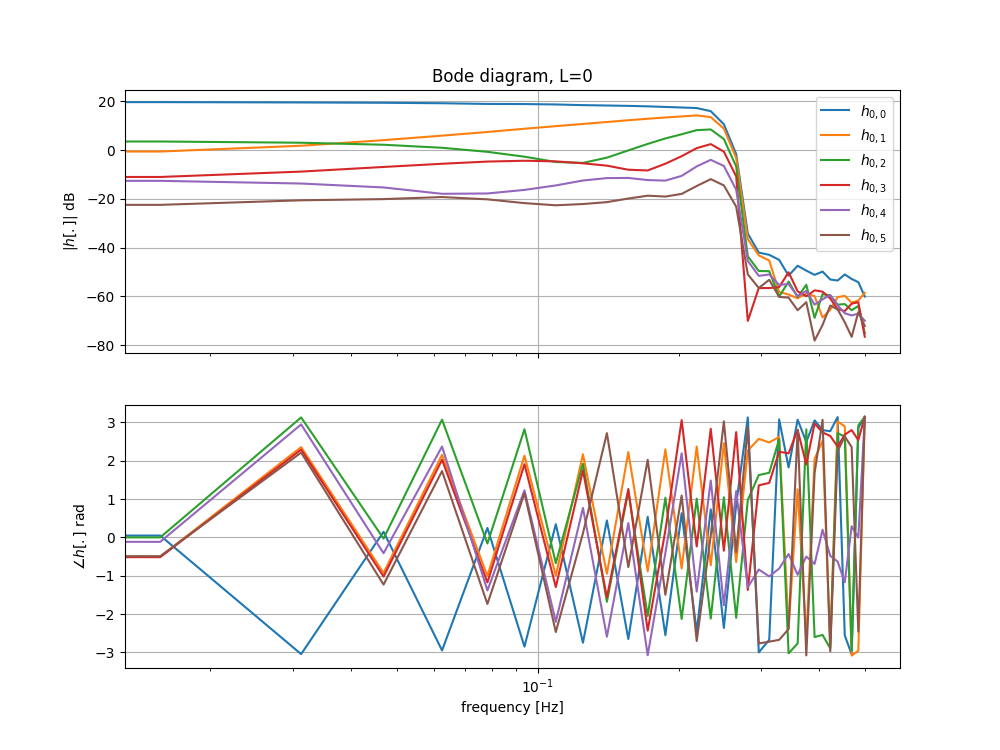 Bode diagram, L=0
|h[.]| dB
20
0
−20
−40
−60
−80
h0,0
h0,1
h0,2
h0,3
h0,4
h0,5
∠h[.] rad
3
2
1
0
−1
−2
−3
10⁻¹
frequency [Hz]